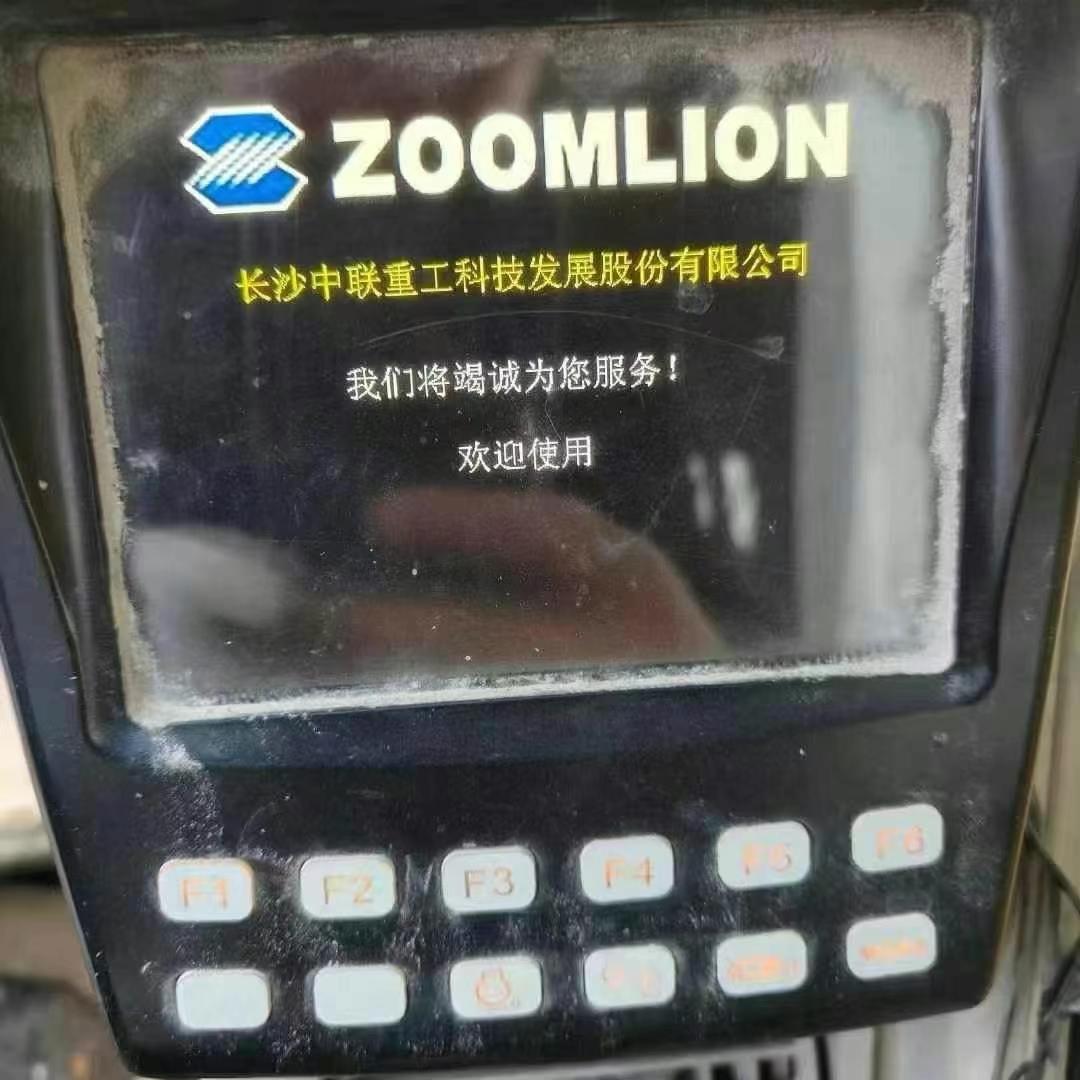 ZOOMLION
长沙中联重工科技发展股份有限公司
我们将竭诚为您服务！
欢迎使用
F1 F2 F3 F4 F5 F6